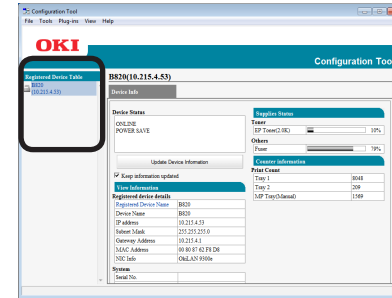 Configuration Tool
File Tools Plug-ins View Help
OKI
Configuration Too
Registered Device Table
B820
(10.215.4.53)
B820(10.215.4.53)
Device Info
Device Status
ONLINE
POWER SAVE
Update Device Information
Keep information updated
View Information
Registered device details
Registered Device Name B820
Device Name B820
IP address 10.215.4.53
Subnet Mask 255.255.255.0
Gateway Address 10.215.4.1
MAC Address 00 80 87 62 F8 D8
NIC Info OkiLAN 9300e
System
Serial No.
Supplies Status
Toner
EP Toner(2.0K) 10%
Others
Fuser 79%
Counter information
Print Count
Tray 1 8048
Tray 2 209
MP Tray(Manual) 1569